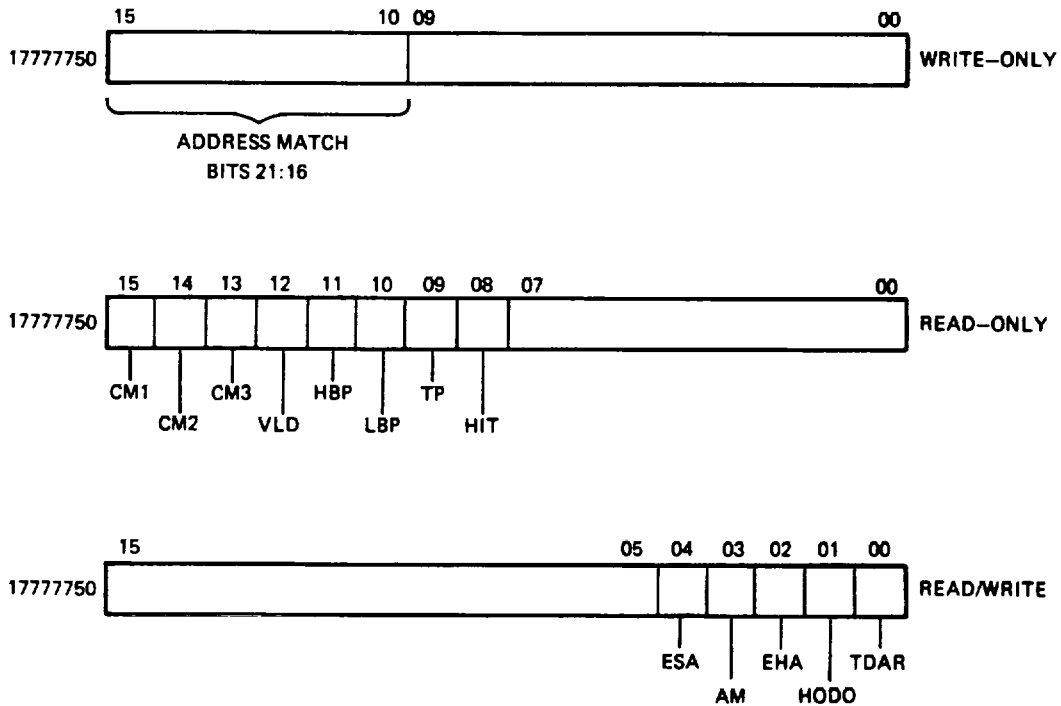 15 10 09 00
17777750 WRITE–ONLY
ADDRESS MATCH
BITS 21:16
15 14 13 12 11 10 09 08 07 00
17777750 READ–ONLY
CM1 CM3 HBP TP
CM2 VLD LBP HIT
15 05 04 03 02 01 00
17777750 READ/WRITE
ESA EHA TDAR
AM HODO